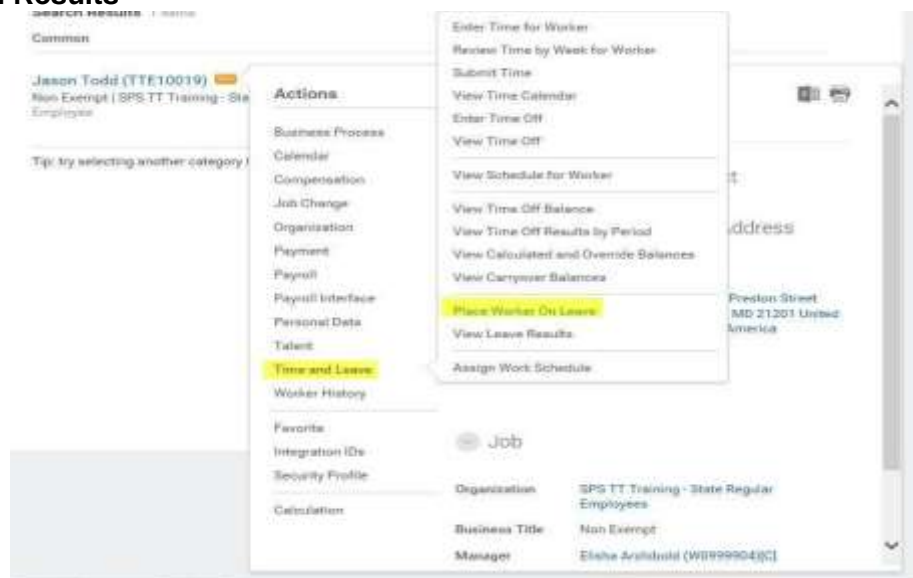 Results
Search Results 1 items
Common
Jason Todd (TTE10019)
Non Exempt | SPS TT Training - Sta
Employee
Tip: try selecting another category
Actions
Business Process
Calendar
Compensation
Job Change
Organization
Payment
Payroll
Payroll Interface
Personal Data
Talent
Time and Leave
Worker History
Favorite
Integration IDs
Security Profile
Calculation
Enter Time for Worker
Review Time by Week for Worker
Submit Time
View Time Calendar
Enter Time Off
View Time Off
View Schedule for Worker
View Time Off Balance
View Time Off Results by Period
View Calculated and Override Balances
View Carryover Balances
Place Worker On Leave
View Leave Results
Assign Work Schedule
Address
Preston Street
MD 21201 United
America
Job
Organization SPS TT Training - State Regular
Employees
Business Title Non Exempt
Manager Elisha Archibold